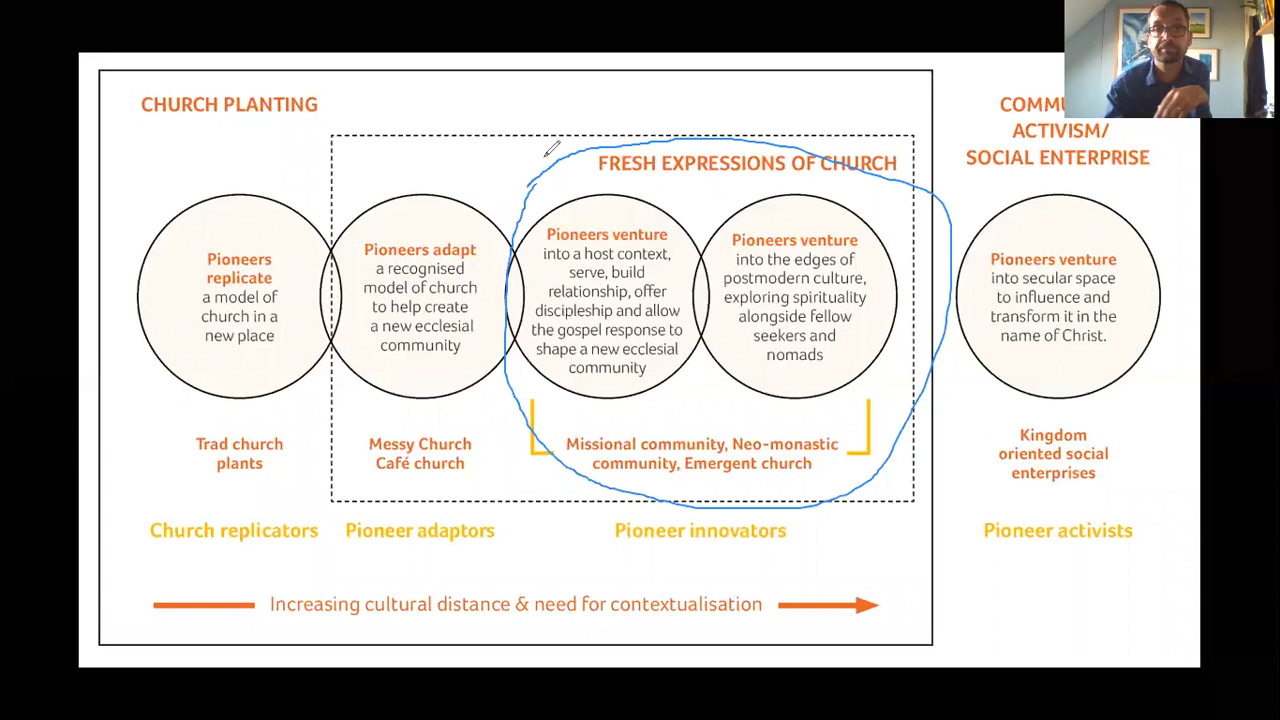 CHURCH PLANTING
FRESH EXPRESSIONS OF CHURCH
ACTIVISM/
SOCIAL ENTERPRISE
Pioneers
replicate
a model of
church in a
new place
Pioneers adapt
a recognised
model of church
to help create
a new ecclesial
community
Pioneers venture
into a host context,
serve, build
relationship, offer
discipleship and allow
the gospel response to
shape a new ecclesial
community
Pioneers venture
into the edges of
postmodern culture,
exploring spirituality
alongside fellow
seekers and
nomads
Pioneers venture
into secular space
to influence and
transform it in the
name of Christ.
Trad church
plants
Messy Church
Café church
Missional community, Neo-monastic
community, Emergent church
Kingdom
oriented social
enterprises
Church replicators
Pioneer adaptors
Pioneer innovators
Pioneer activists
Increasing cultural distance & need for contextualisation